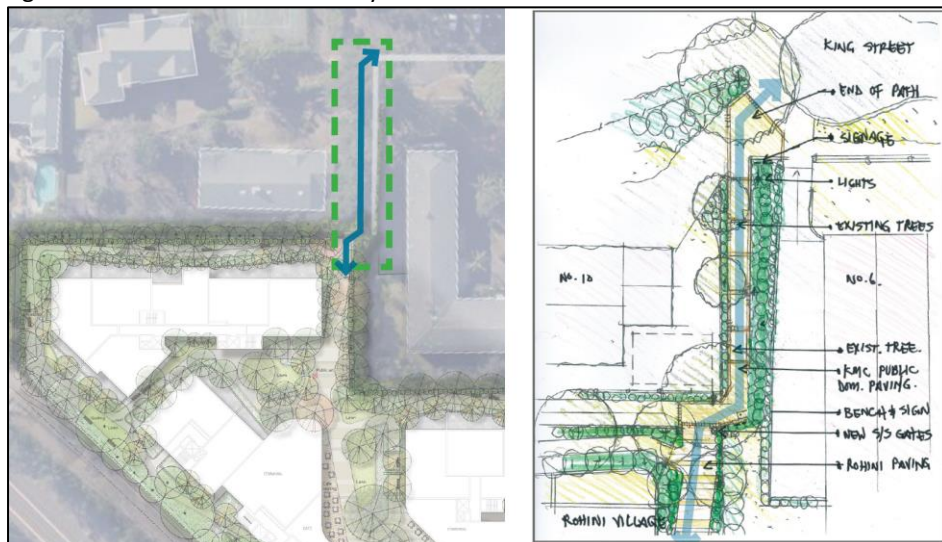 KING STREET
END OF PATH
SIGNAGE
LIGHTS
EXISTING TREES
NO. 10
NO. 6.
EXIST. TREE.
KMC PUBLIC
DOM. PAVING.
BENCH & SIGN
NEW S/S GATES
ROHINI PAVING
ROHINI VILLAGE